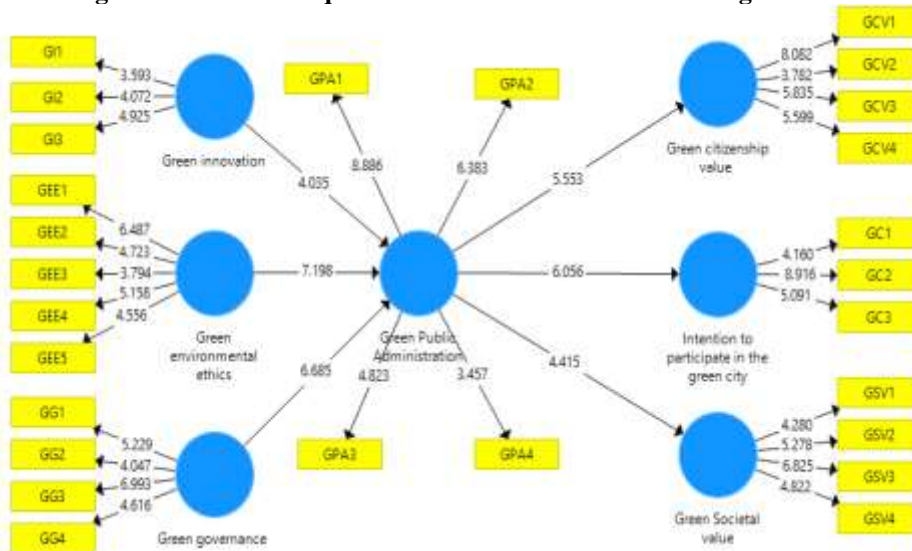 GI1
GI2
GI3
3.593
4.072
4.925
Green innovation
GEE1
GEE2
GEE3
GEE4
GEE5
6.487
4.723
3.794
5.158
4.556
Green
environmental
ethics
GG1
GG2
GG3
GG4
5.229
4.047
6.993
4.616
Green governance
4.035
7.198
6.685
GPA1
GPA2
8.886
6.383
Green Public
Administration
4.823
3.457
GPA3
GPA4
5.553
6.056
4.415
Green citizenship
value
8.082
3.782
5.835
5.599
GCV1
GCV2
GCV3
GCV4
Intention to
participate in the
green city
4.160
8.916
5.091
GC1
GC2
GC3
Green Societal
value
4.280
5.278
6.825
4.822
GSV1
GSV2
GSV3
GSV4